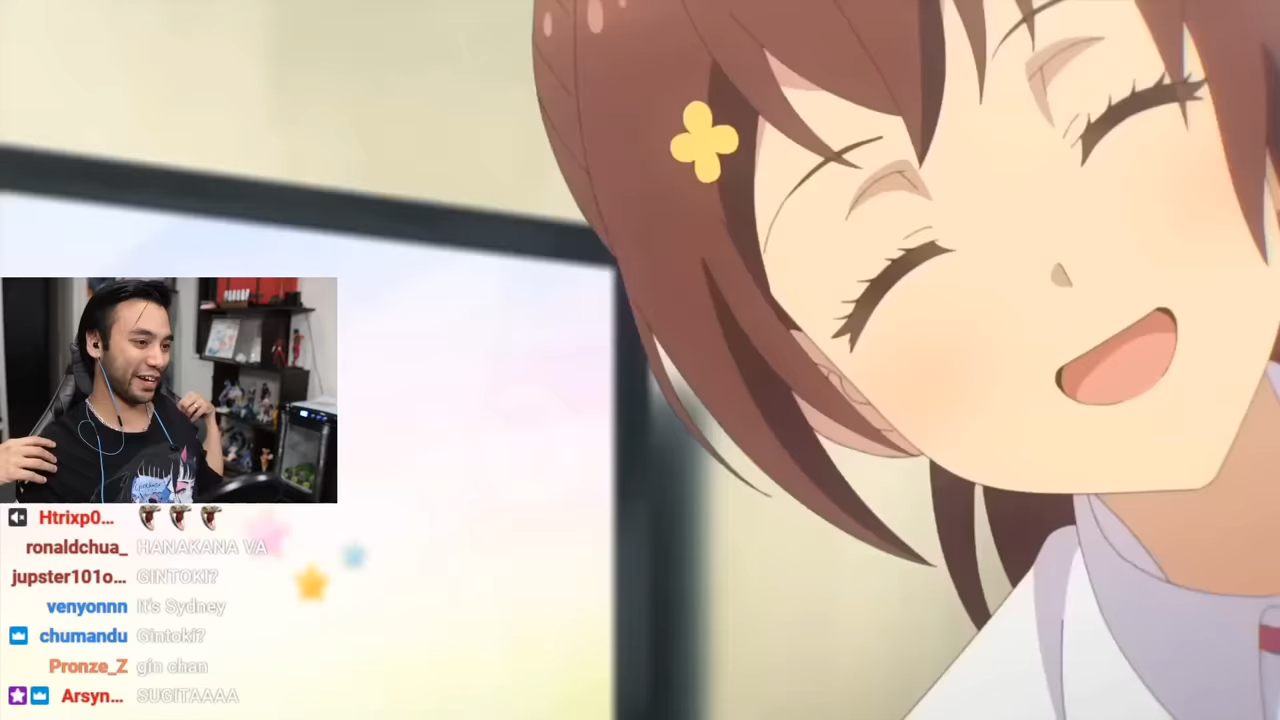 Htrixp0...
ronaldchua_ HANAKANA VA
jupster101o... GINTOKI?
venyonnn It's Sydney
chumandu Gintoki?
Pronze_Z gin chan
Arsyn... SUGITAAAA